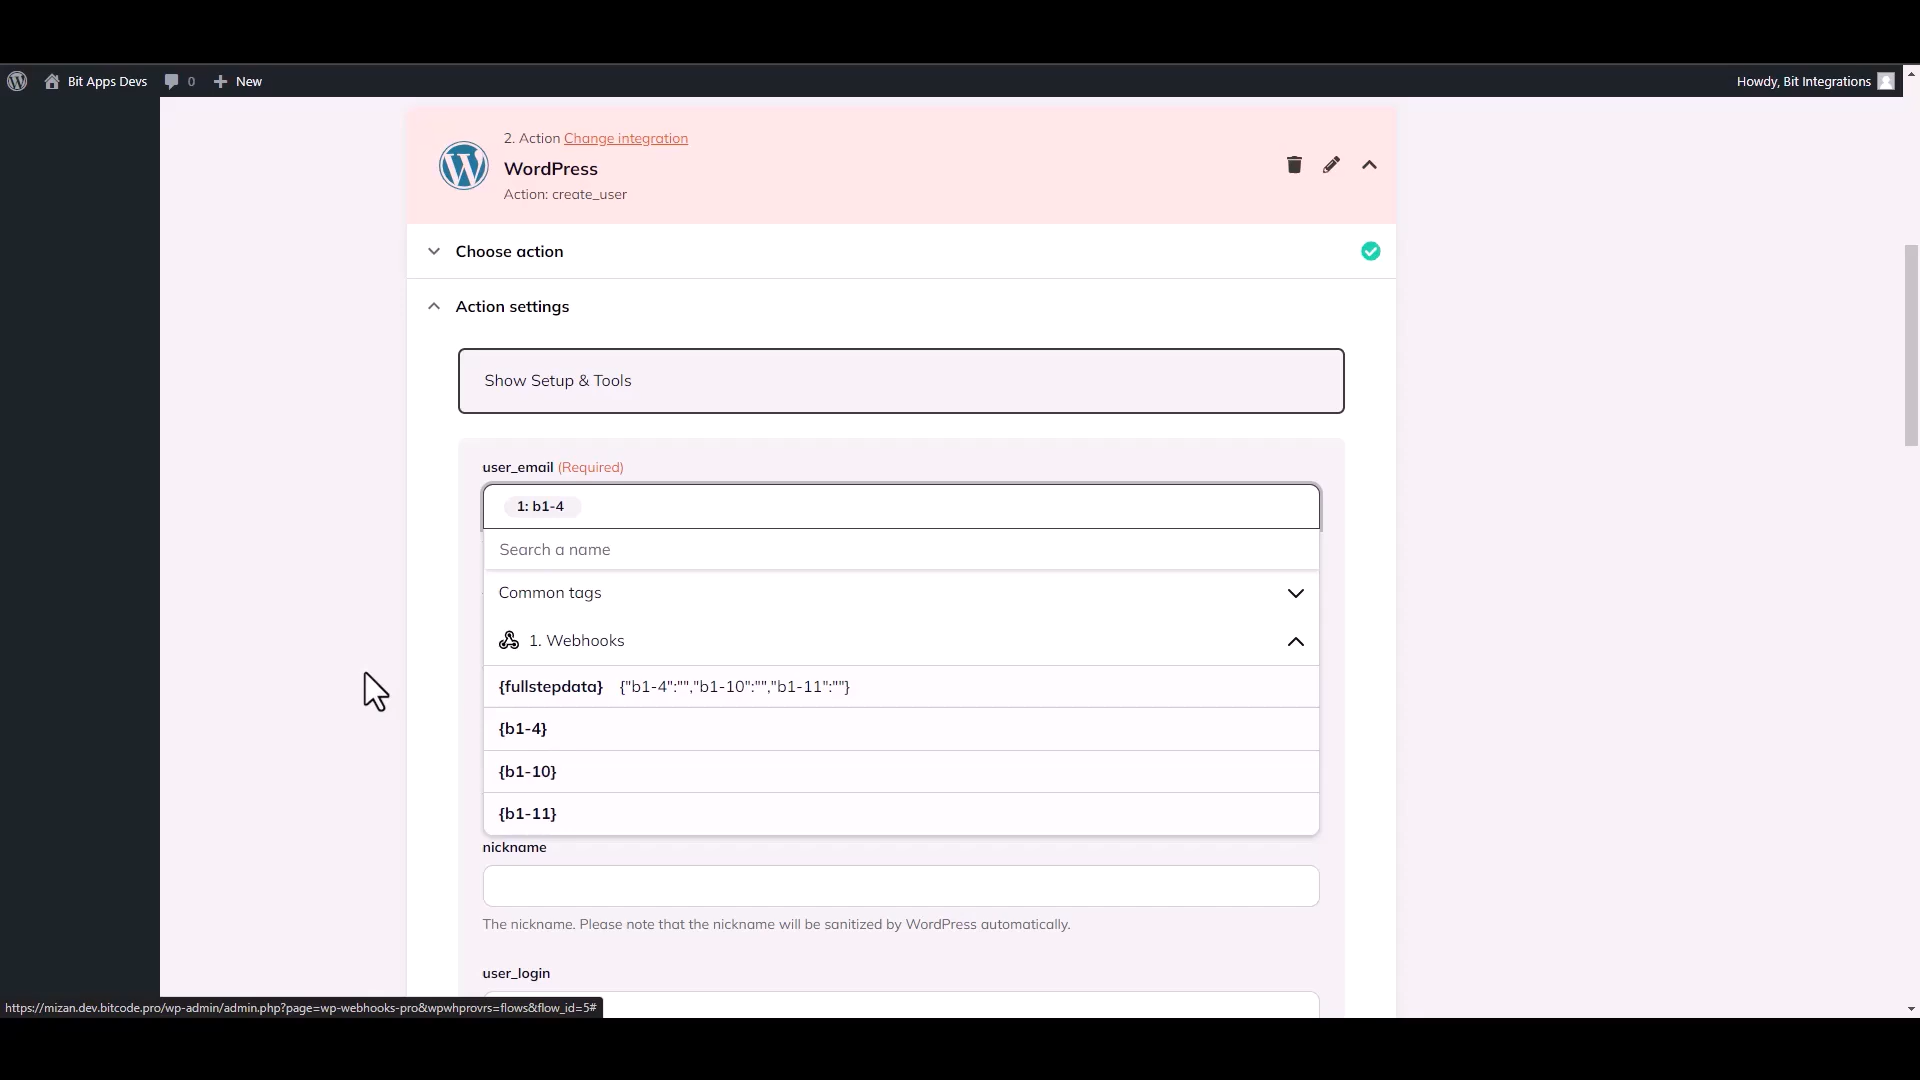 Bit Apps Devs 0 New Howdy, Bit Integrations
2. Action Change integration
WordPress
Action: create_user
Choose action
Action settings
Show Setup & Tools
user_email (Required)
1: b1-4
Search a name
Common tags
1. Webhooks
{fullstepdata} {"b1-4":"","b1-10":"","b1-11":""}
{b1-4}
{b1-10}
{b1-11}
nickname
The nickname. Please note that the nickname will be sanitized by WordPress automatically.
user_login
https://mizan.dev.bitcode.pro/wp-admin/admin.php?page=wp-webhooks-pro&wpwhprovrs=flows&flow_id=5#